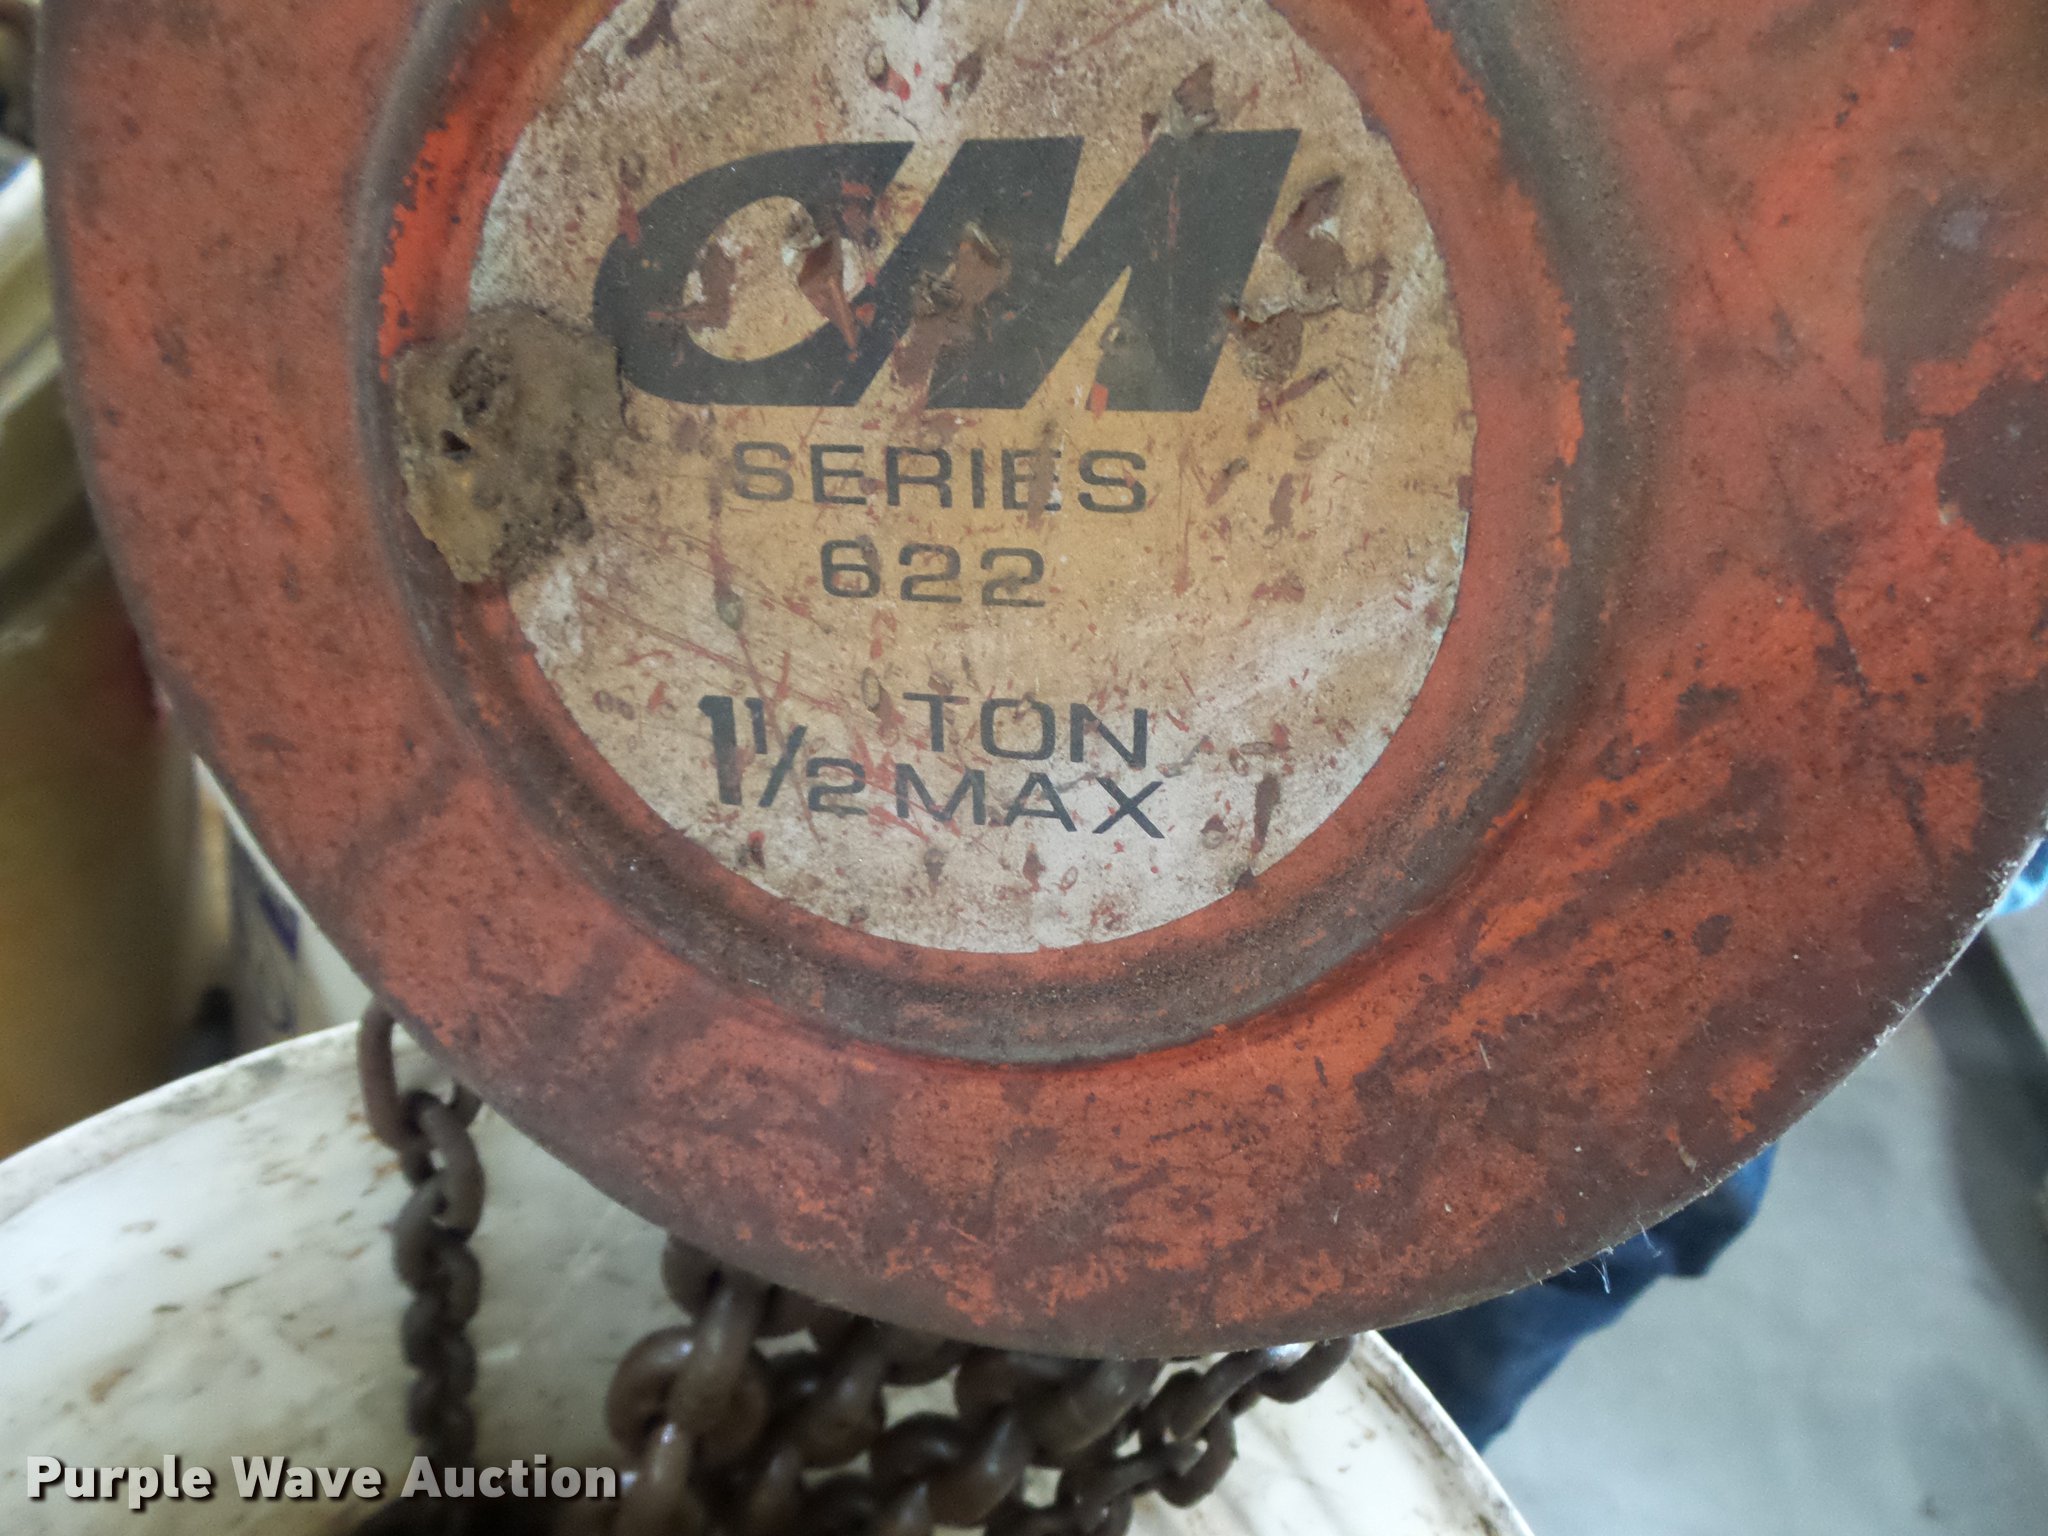 CM
SERIES
622
1 1/2 TON MAX
Purple Wave Auction